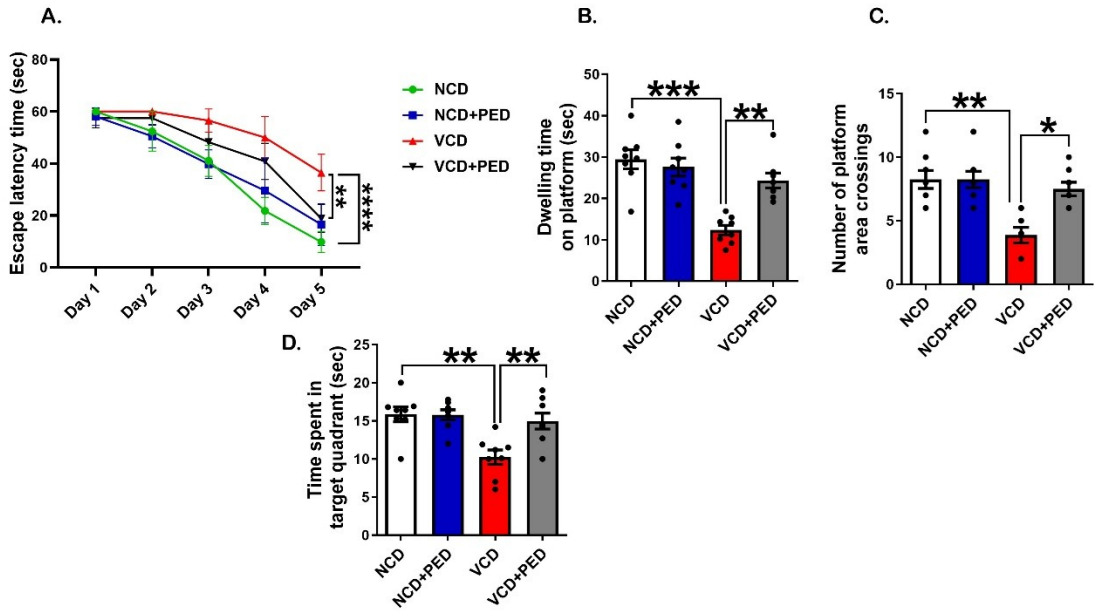 A.
Escape latency time (sec)
80
60
40
20
0
Day 1
Day 2
Day 3
Day 4
Day 5
**
****
NCD
NCD+PED
VCD
VCD+PED
B.
Dwelling time
on platform (sec)
50
40
30
20
10
0
***
**
NCD
NCD+PED
VCD
VCD+PED
C.
Number of platform
area crossings
15
10
5
0
**
*
NCD
NCD+PED
VCD
VCD+PED
D.
Time spent in
target quadrant (sec)
25
20
15
10
5
0
**
**
NCD
NCD+PED
VCD
VCD+PED